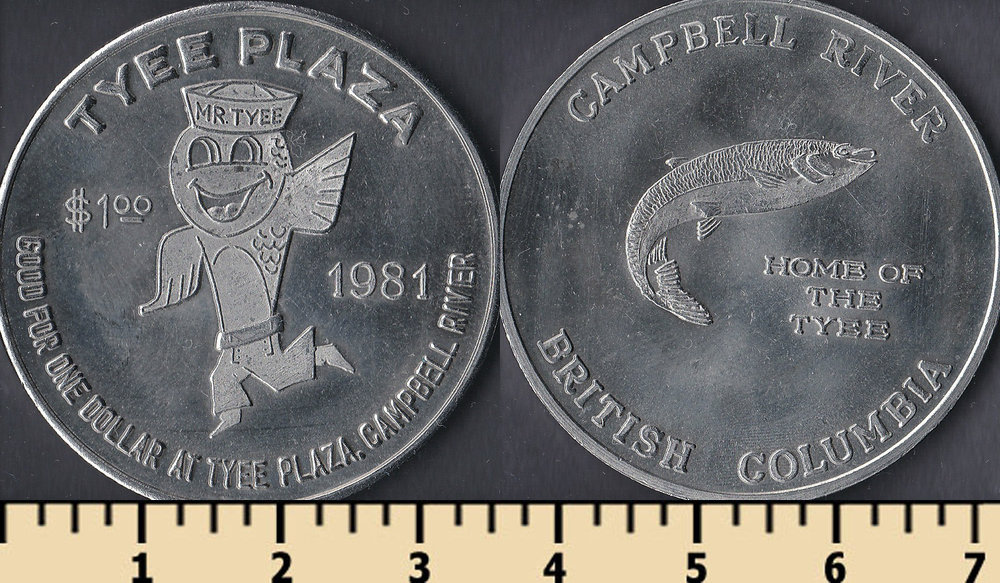 TYEE PLAZA
MR. TYEE
$1.00
1981
GOOD FOR ONE DOLLAR AT TYEE PLAZA, CAMPBELL RIVER
CAMPBELL RIVER
HOME OF
THE
TYEE
BRITISH COLUMBIA
1 2 3 4 5 6 7